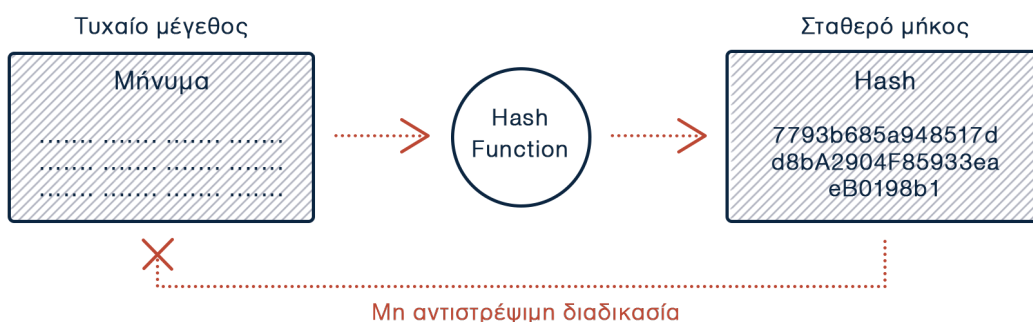 Τυχαίο μέγεθος
Σταθερό μήκος
Μήνυμα
....... ....... ....... .......
....... ....... ....... .......
....... ....... ....... .......
Hash
Function
Hash
7793b685a948517d
d8bA2904F85933ea
eB0198b1
Μη αντιστρέψιμη διαδικασία